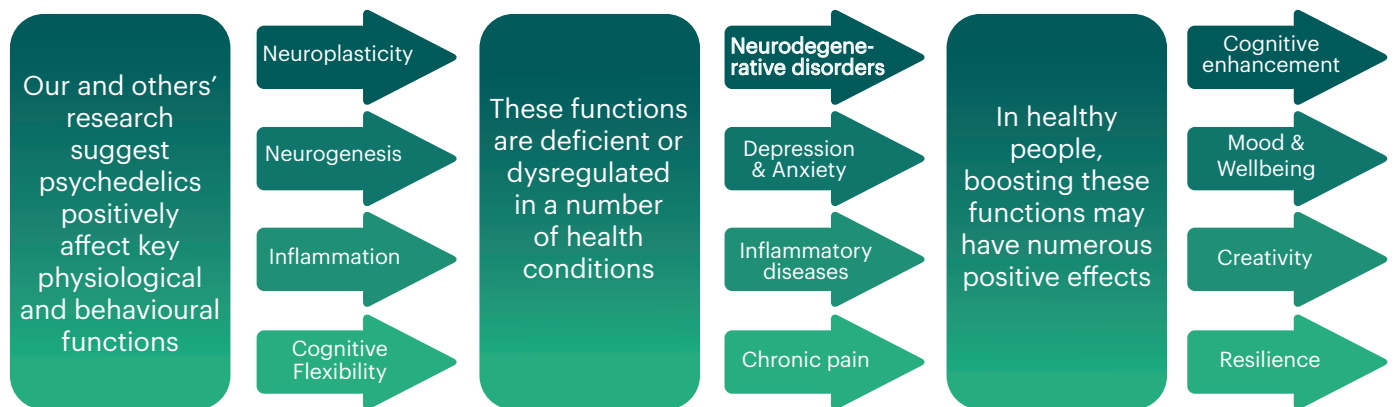 Our and others’
research
suggest
psychedelics
positively
affect key
physiological
and behavioural
functions
Neuroplasticity
Neurogenesis
Inflammation
Cognitive
Flexibility
These functions
are deficient or
dysregulated
in a number
of health
conditions
Neurodegene-
rative disorders
Depression
& Anxiety
Inflammatory
diseases
Chronic pain
In healthy
people,
boosting these
functions may
have numerous
positive effects
Cognitive
enhancement
Mood &
Wellbeing
Creativity
Resilience